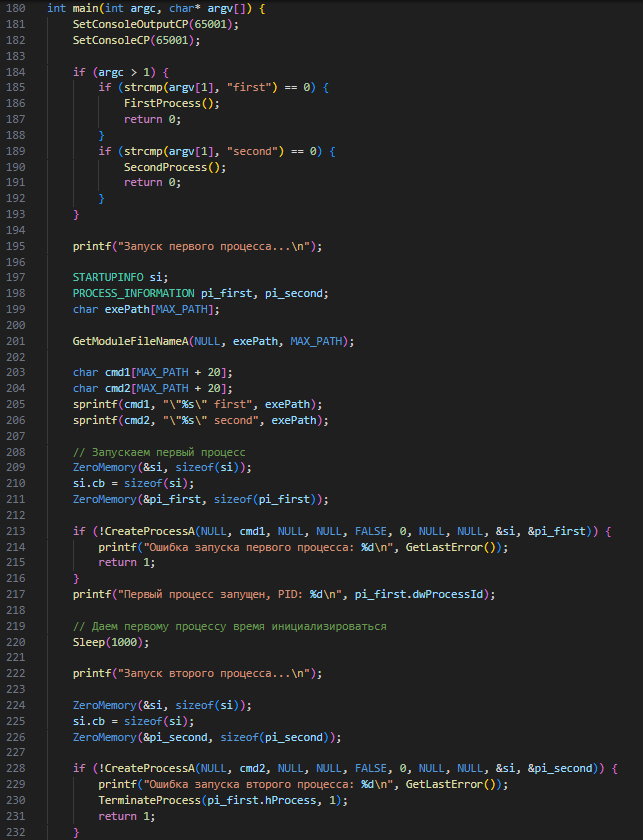 180 int main(int argc, char* argv[]) {
181     SetConsoleOutputCP(65001);
182     SetConsoleCP(65001);
183
184     if (argc > 1) {
185         if (strcmp(argv[1], "first") == 0) {
186             FirstProcess();
187             return 0;
188         }
189         if (strcmp(argv[1], "second") == 0) {
190             SecondProcess();
191             return 0;
192         }
193     }
194
195     printf("Запуск первого процесса...\n");
196
197     STARTUPINFO si;
198     PROCESS_INFORMATION pi_first, pi_second;
199     char exePath[MAX_PATH];
200
201     GetModuleFileNameA(NULL, exePath, MAX_PATH);
202
203     char cmd1[MAX_PATH + 20];
204     char cmd2[MAX_PATH + 20];
205     sprintf(cmd1, "\"%s\" first", exePath);
206     sprintf(cmd2, "\"%s\" second", exePath);
207
208     // Запускаем первый процесс
209     ZeroMemory(&si, sizeof(si));
210     si.cb = sizeof(si);
211     ZeroMemory(&pi_first, sizeof(pi_first));
212
213     if (!CreateProcessA(NULL, cmd1, NULL, NULL, FALSE, 0, NULL, NULL, &si, &pi_first)) {
214         printf("Ошибка запуска первого процесса: %d\n", GetLastError());
215         return 1;
216     }
217     printf("Первый процесс запущен, PID: %d\n", pi_first.dwProcessId);
218
219     // Даем первому процессу время инициализироваться
220     Sleep(1000);
221
222     printf("Запуск второго процесса...\n");
223
224     ZeroMemory(&si, sizeof(si));
225     si.cb = sizeof(si);
226     ZeroMemory(&pi_second, sizeof(pi_second));
227
228     if (!CreateProcessA(NULL, cmd2, NULL, NULL, FALSE, 0, NULL, NULL, &si, &pi_second)) {
229         printf("Ошибка запуска второго процесса: %d\n", GetLastError());
230         TerminateProcess(pi_first.hProcess, 1);
231         return 1;
232     }